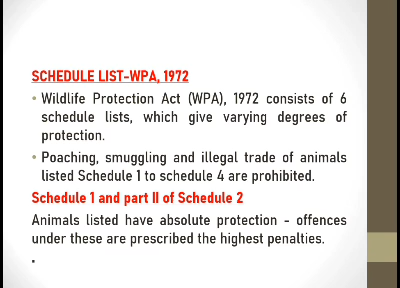 SCHEDULE LIST-WPA, 1972
• Wildlife Protection Act (WPA), 1972 consists of 6
schedule lists, which give varying degrees of
protection.
• Poaching, smuggling and illegal trade of animals
listed Schedule 1 to schedule 4 are prohibited.
Schedule 1 and part II of Schedule 2
Animals listed have absolute protection - offences
under these are prescribed the highest penalties.